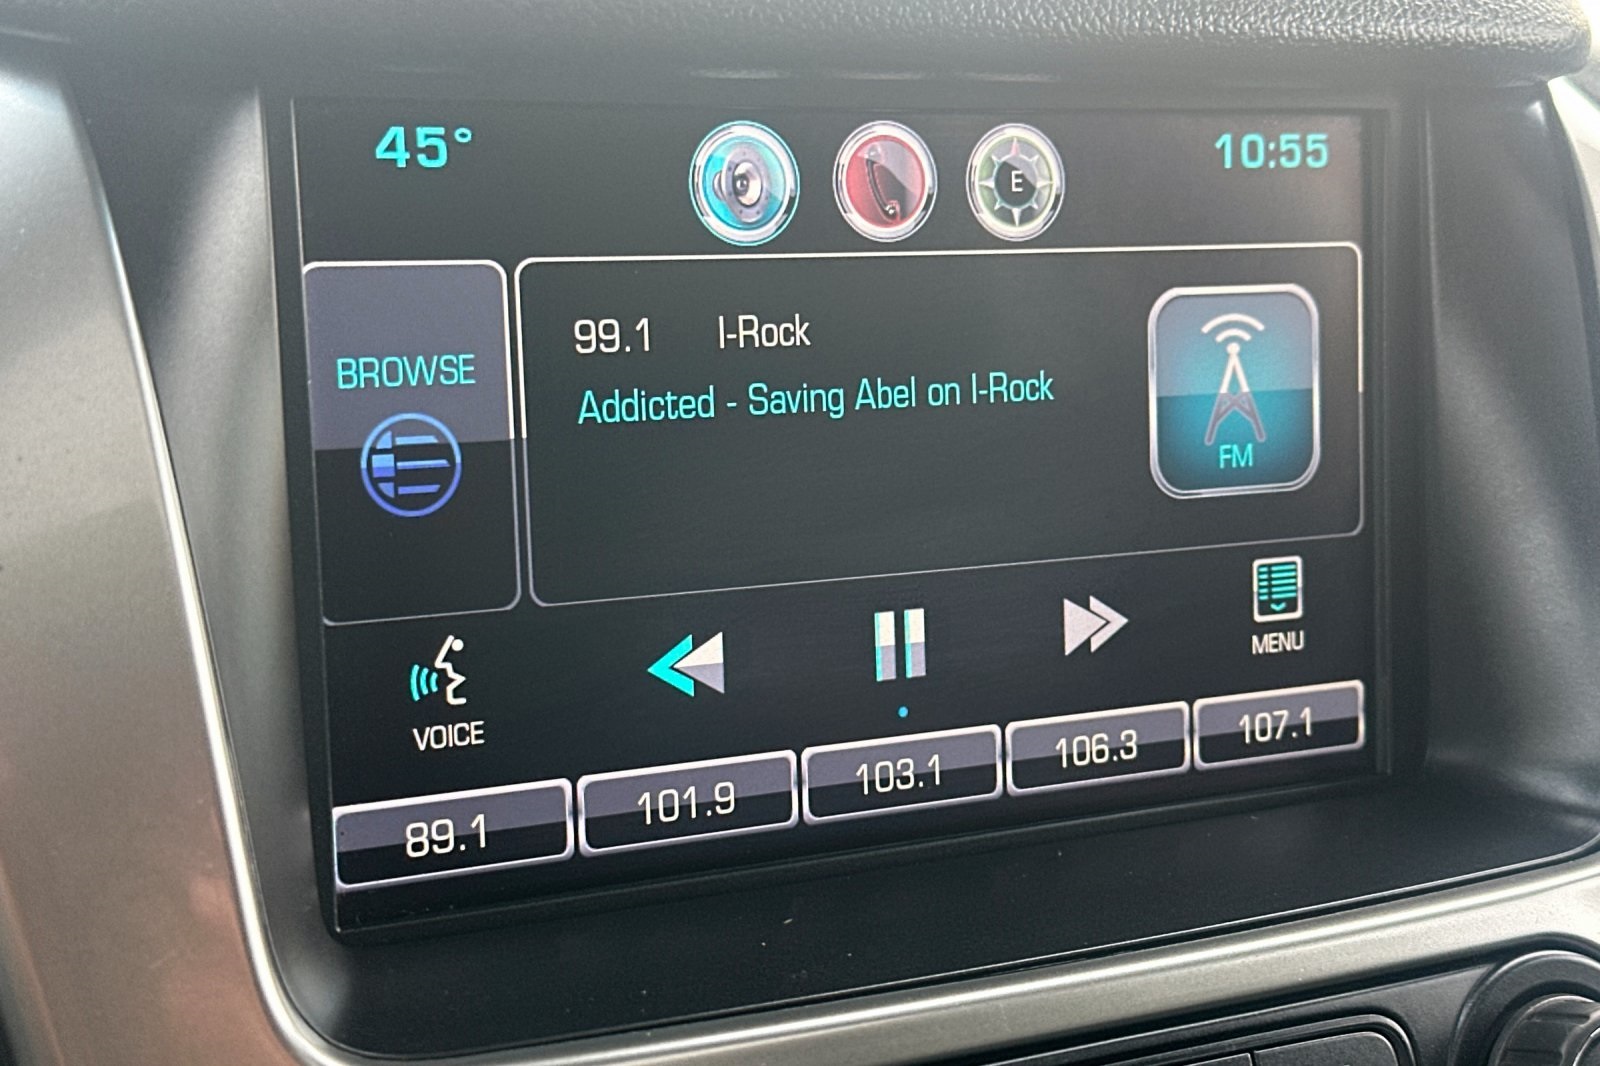 45° 10:55
E
99.1 I-Rock
BROWSE
Addicted - Saving Abel on I-Rock
FM
MENU
VOICE
89.1 101.9 103.1 106.3 107.1